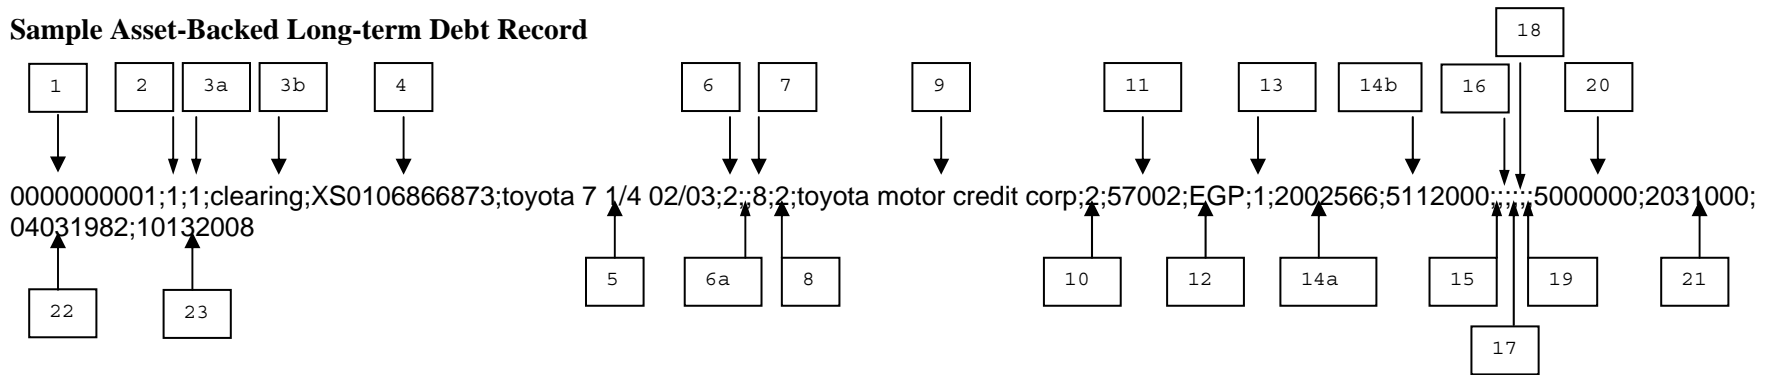 Sample Asset-Backed Long-term Debt Record
18
1 2 3a 3b 4 6 7 9 11 13 14b 16 20
0000000001;1;1;clearing;XS0106866873;toyota 7 1/4 02/03;2;;8;2;toyota motor credit corp;2;57002;EGP;1;2002566;5112000;;;;;;5000000;2031000;
04031982;10132008
5 6a 8 10 12 14a 15 19 21
22 23
17